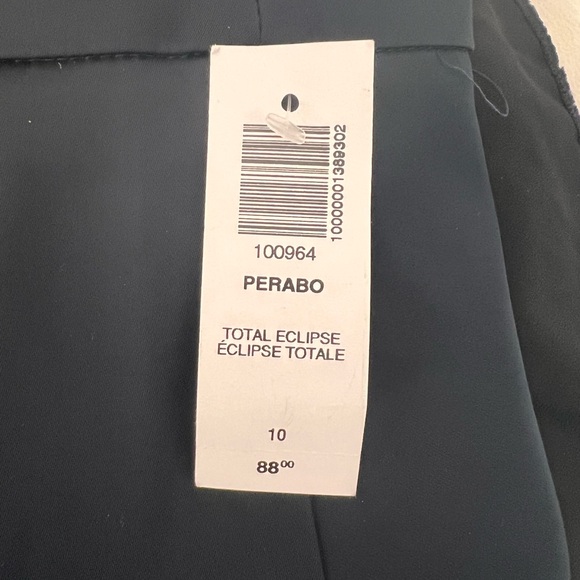 10000001389302
100964
PERABO
TOTAL ECLIPSE
ÉCLIPSE TOTALE
10
88⁰⁰